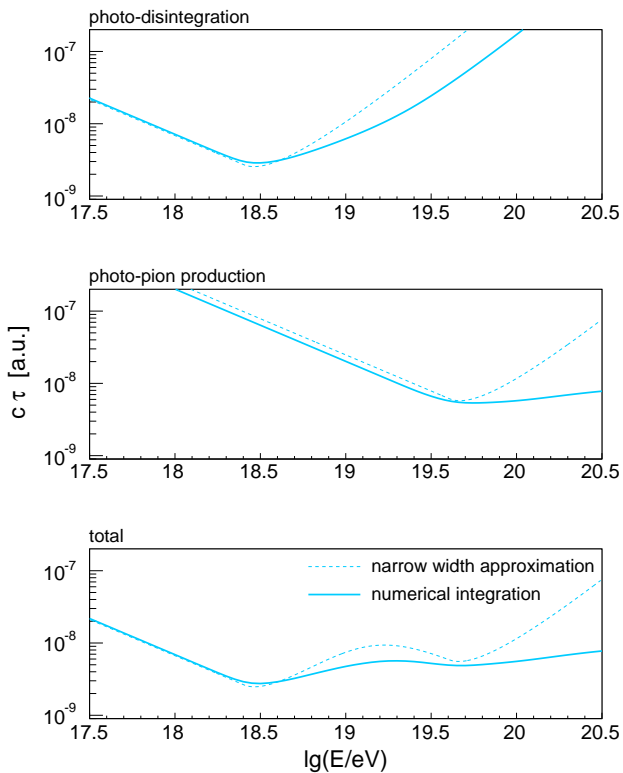 photo-disintegration
10^-7
10^-8
10^-9
17.5 18 18.5 19 19.5 20 20.5
photo-pion production
10^-7
10^-8
10^-9
17.5 18 18.5 19 19.5 20 20.5
c τ [a.u.]
total
narrow width approximation
numerical integration
10^-7
10^-8
10^-9
17.5 18 18.5 19 19.5 20 20.5
lg(E/eV)